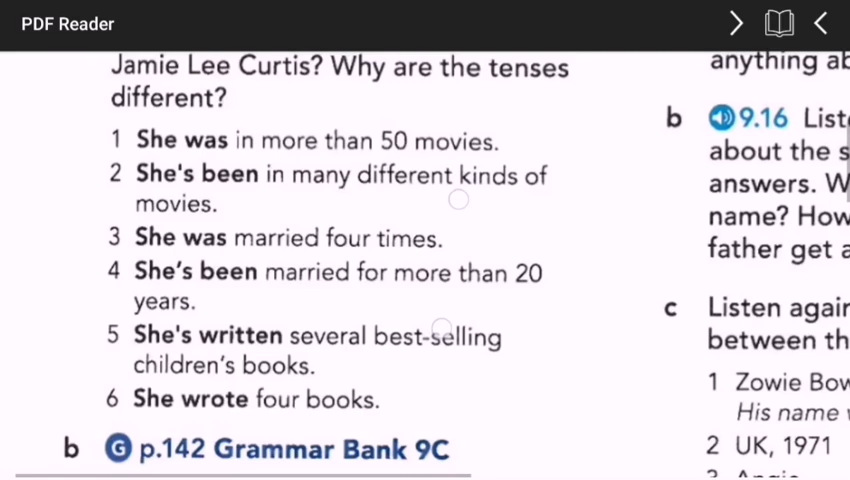 PDF Reader
Jamie Lee Curtis? Why are the tenses
different?
1 She was in more than 50 movies.
2 She's been in many different kinds of
movies.
3 She was married four times.
4 She's been married for more than 20
years.
5 She's written several best-selling
children's books.
6 She wrote four books.
b G p.142 Grammar Bank 9C
anything
b 9.16
about the
answers.
name? How
father get
c Listen again
between
1 Zowie
His name
2 UK, 1971